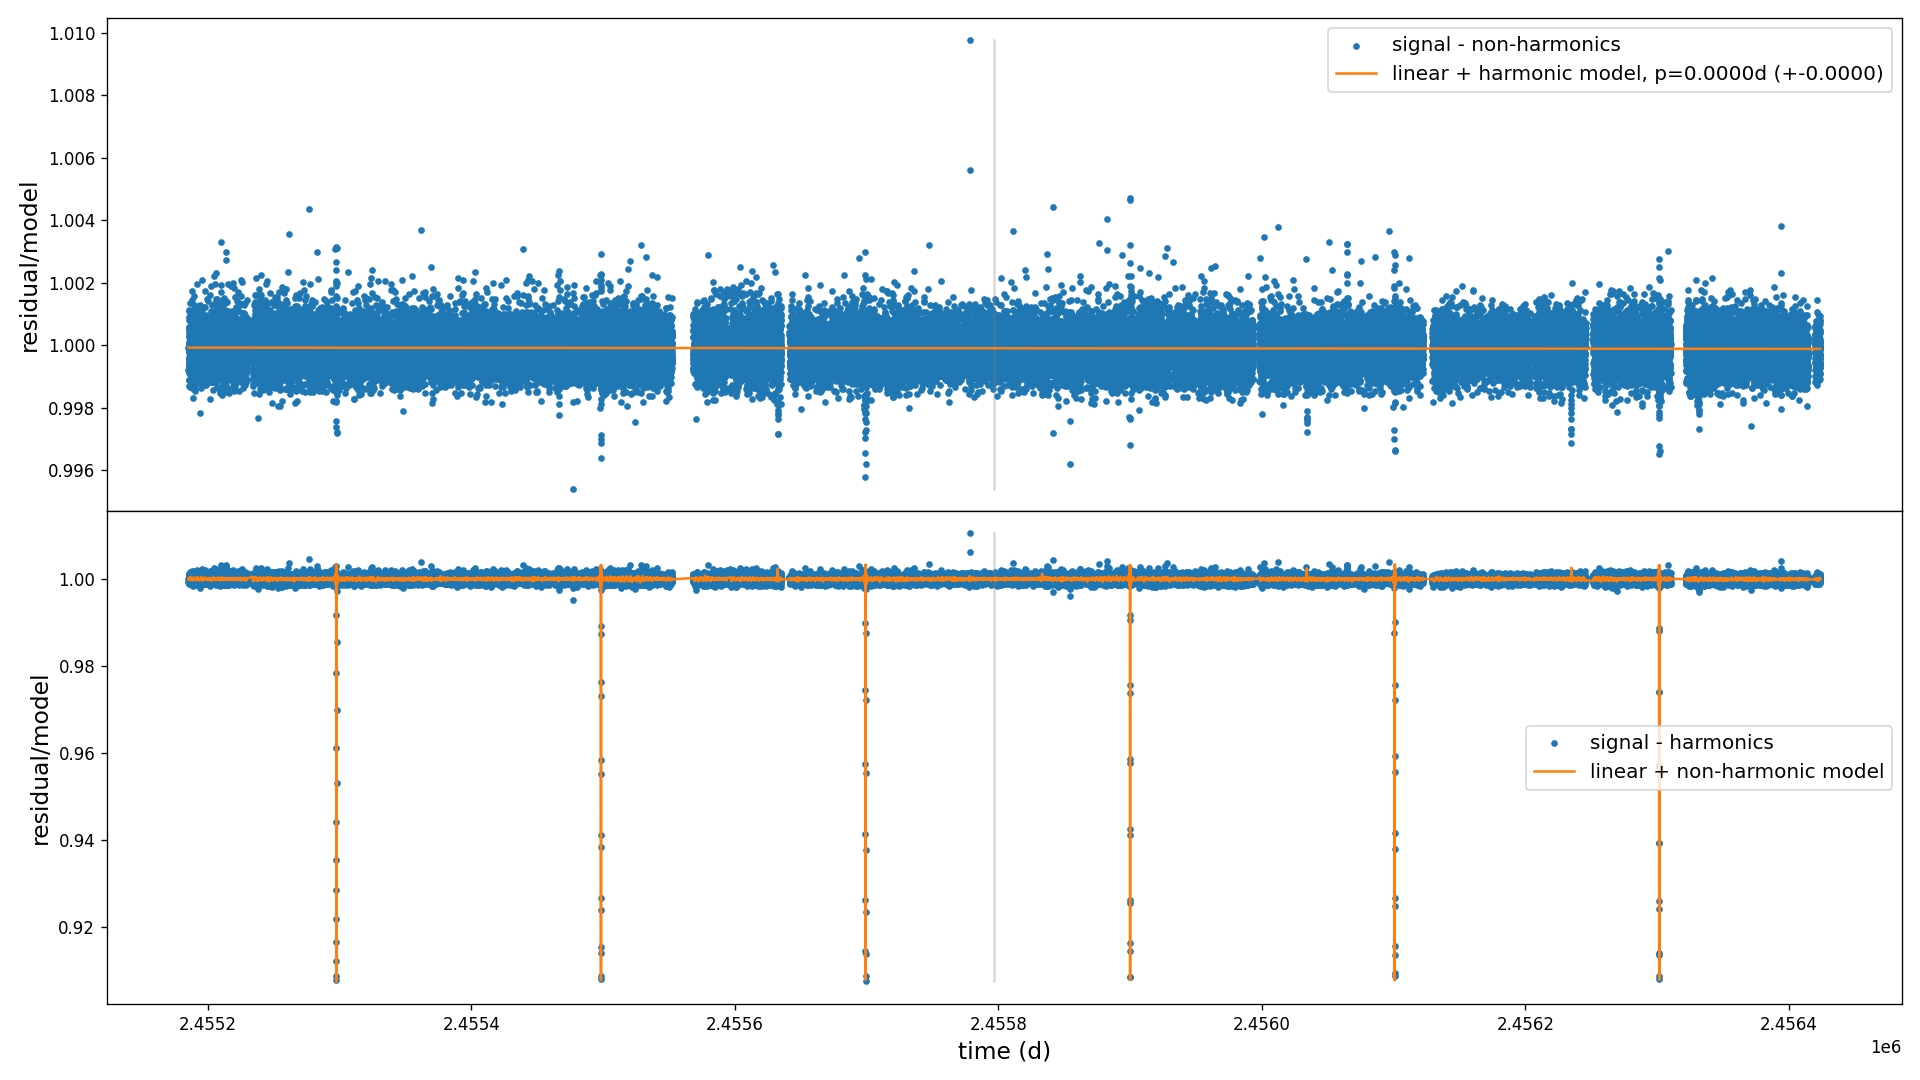 1.010
1.008
1.006
1.004
1.002
1.000
0.998
0.996
residual/model
signal - non-harmonics
linear + harmonic model, p=0.0000d (+-0.0000)
1.00
0.98
0.96
0.94
0.92
residual/model
signal - harmonics
linear + non-harmonic model
2.4552
2.4554
2.4556
2.4558
2.4560
2.4562
2.4564
1e6
time (d)